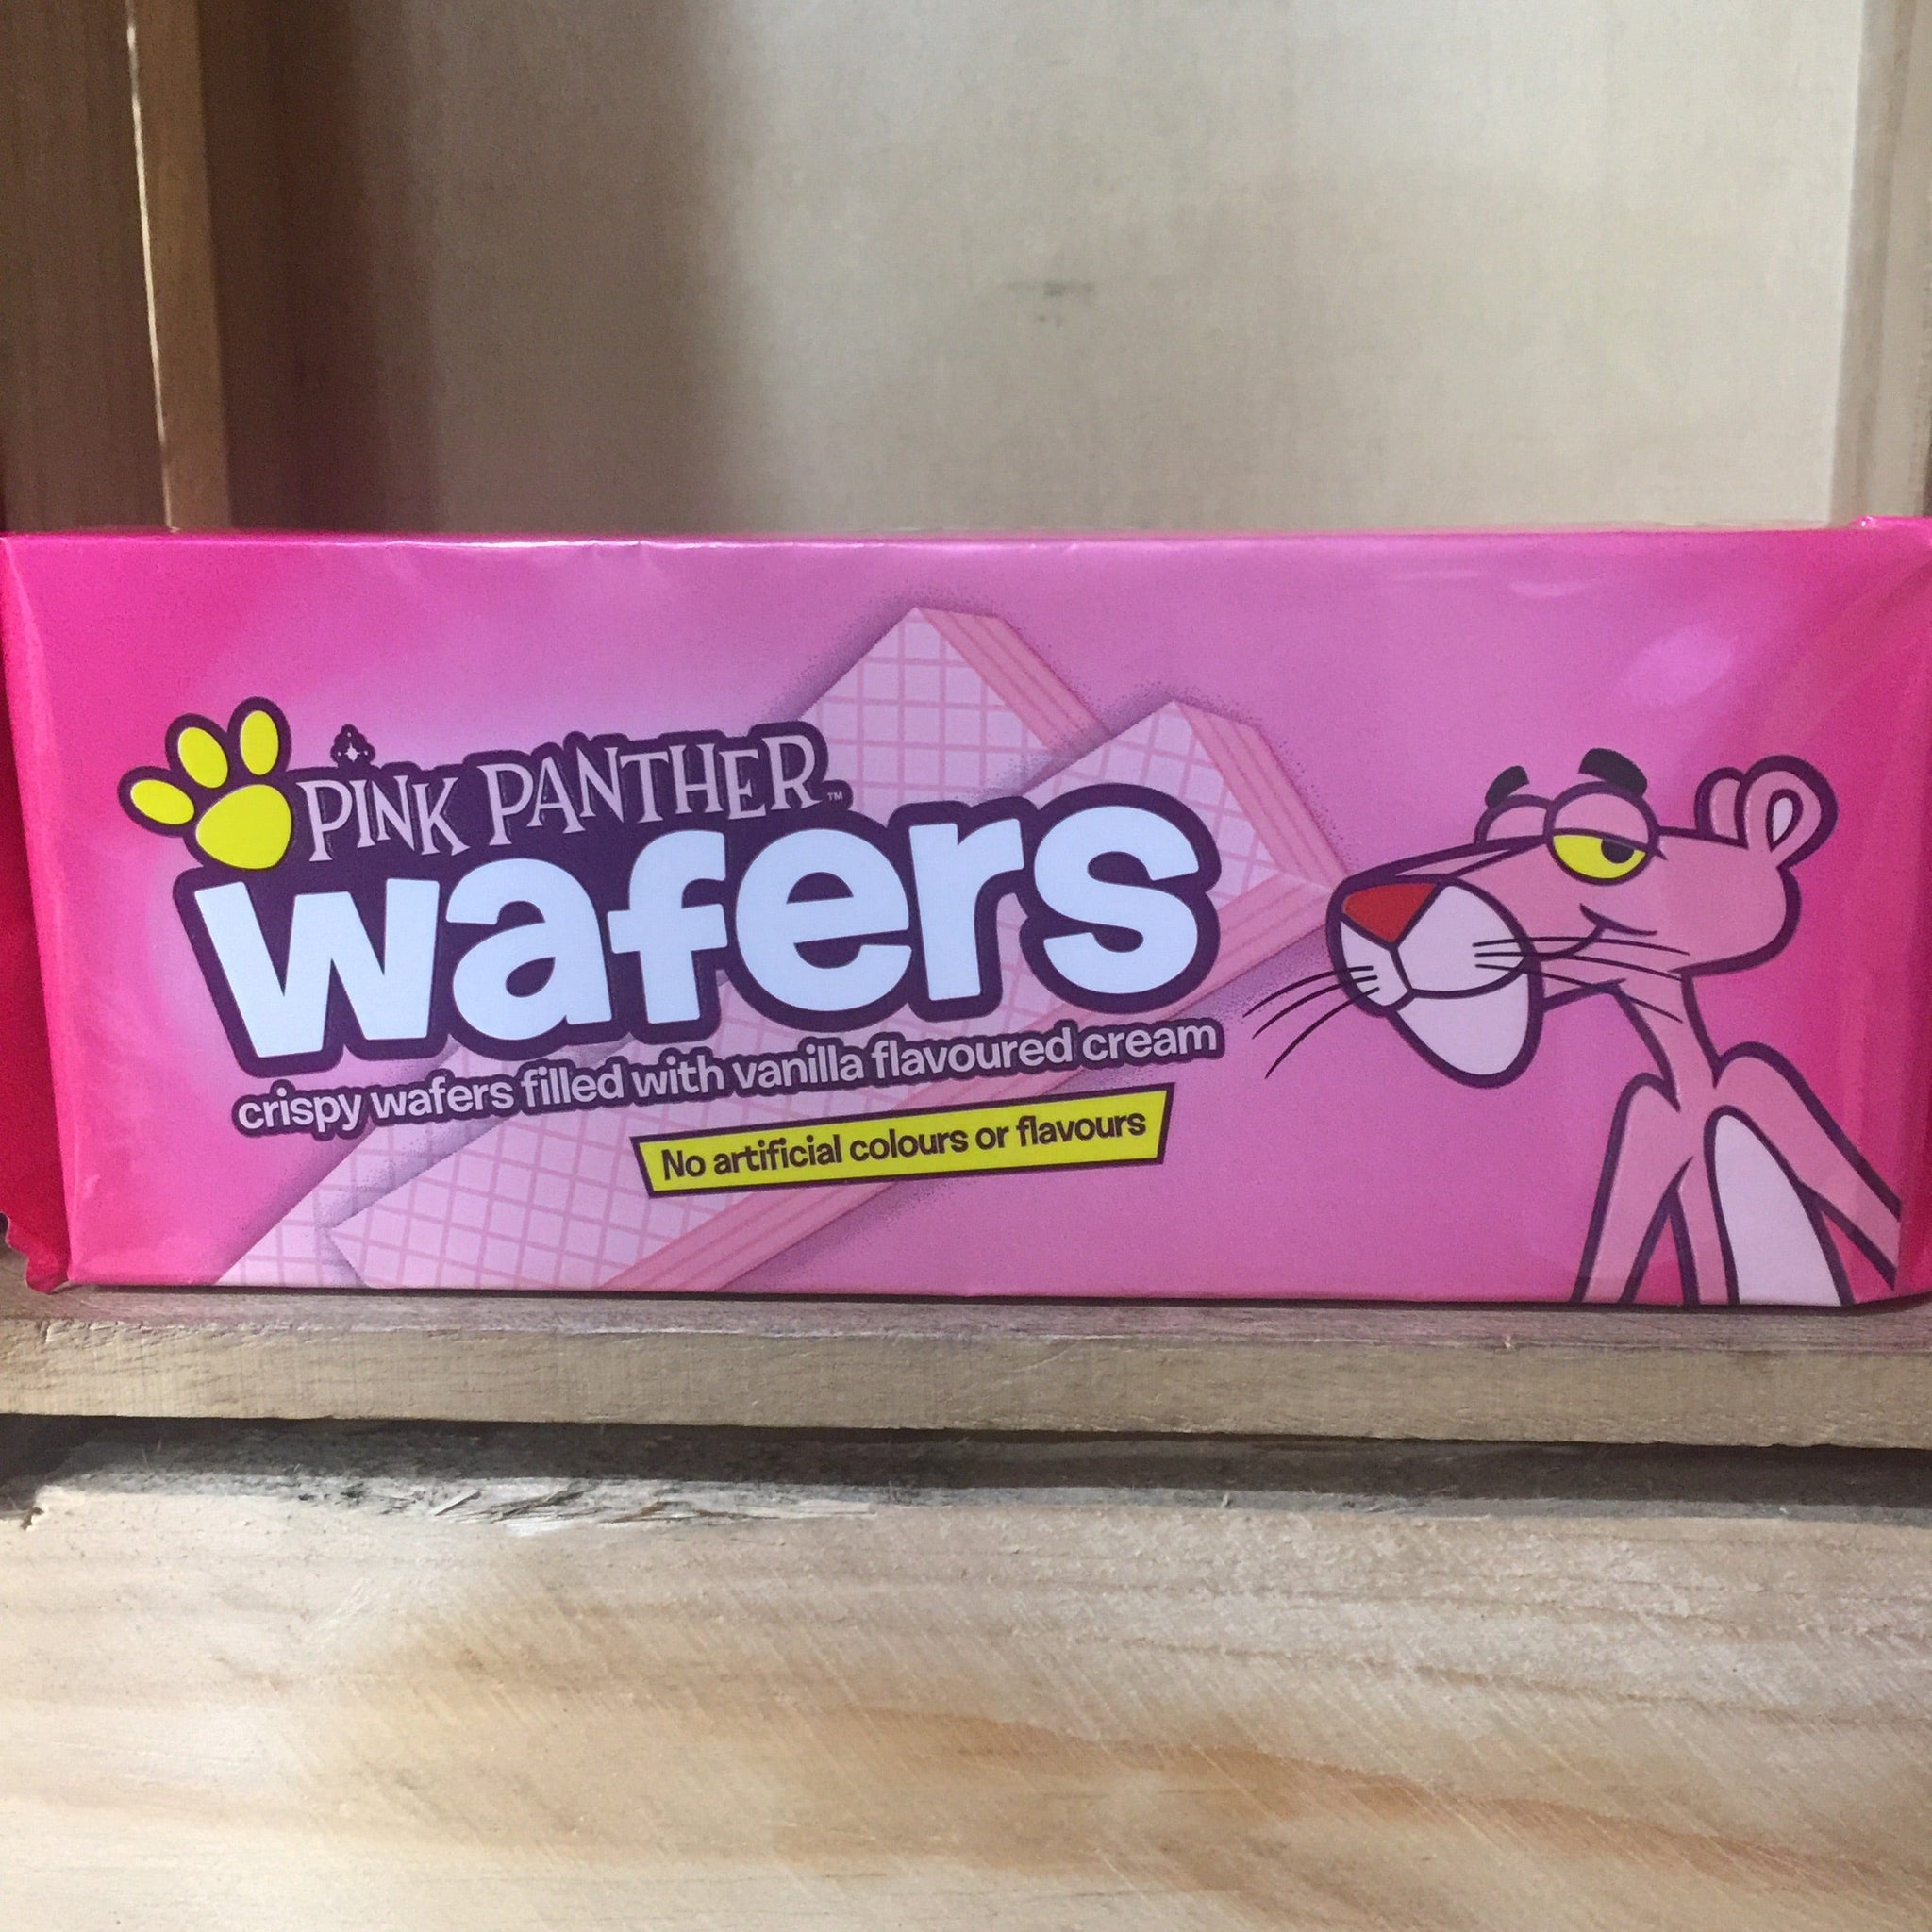 PINK PANTHER™
wafers
crispy wafers filled with vanilla flavoured cream
No artificial colours or flavours